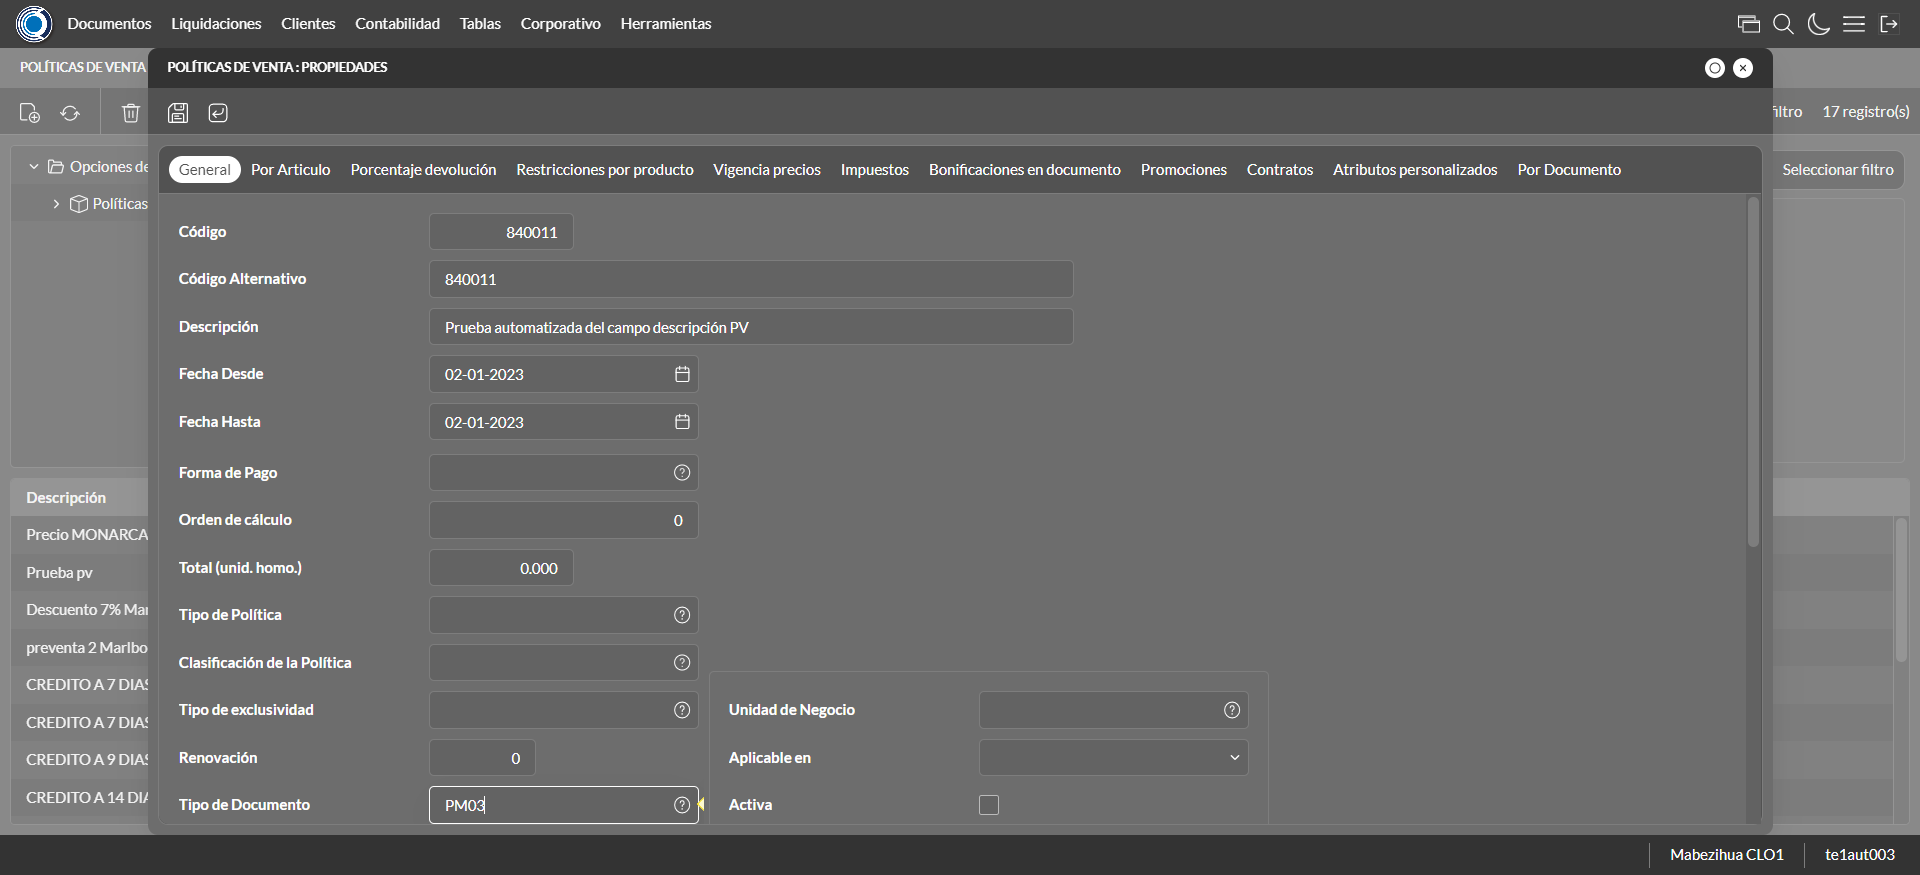 Documentos Liquidaciones Clientes Contabilidad Tablas Corporativo Herramientas
POLÍTICAS DE VENTA
POLÍTICAS DE VENTA : PROPIEDADES
17 registro(s)
Opciones
General Por Articulo Porcentaje devolución Restricciones por producto Vigencia precios Impuestos Bonificaciones en documento Promociones Contratos Atributos personalizados Por Documento
Seleccionar filtro
Políticas
Código 840011
Código Alternativo 840011
Descripción Prueba automatizada del campo descripción PV
Fecha Desde 02-01-2023
Fecha Hasta 02-01-2023
Forma de Pago
Orden de cálculo 0
Total (unid. homo.) 0.000
Tipo de Política
Clasificación de la Política
Tipo de exclusividad
Renovación 0
Tipo de Documento PM03
Unidad de Negocio
Aplicable en
Activa
Descripción
Precio MONARCA
Prueba pv
Descuento 7%
preventa 2
CREDITO A 7 DIAS
CREDITO A 7 DIAS
CREDITO A 9 DIAS
CREDITO A 14
Mabezihua CLO1 te1aut003